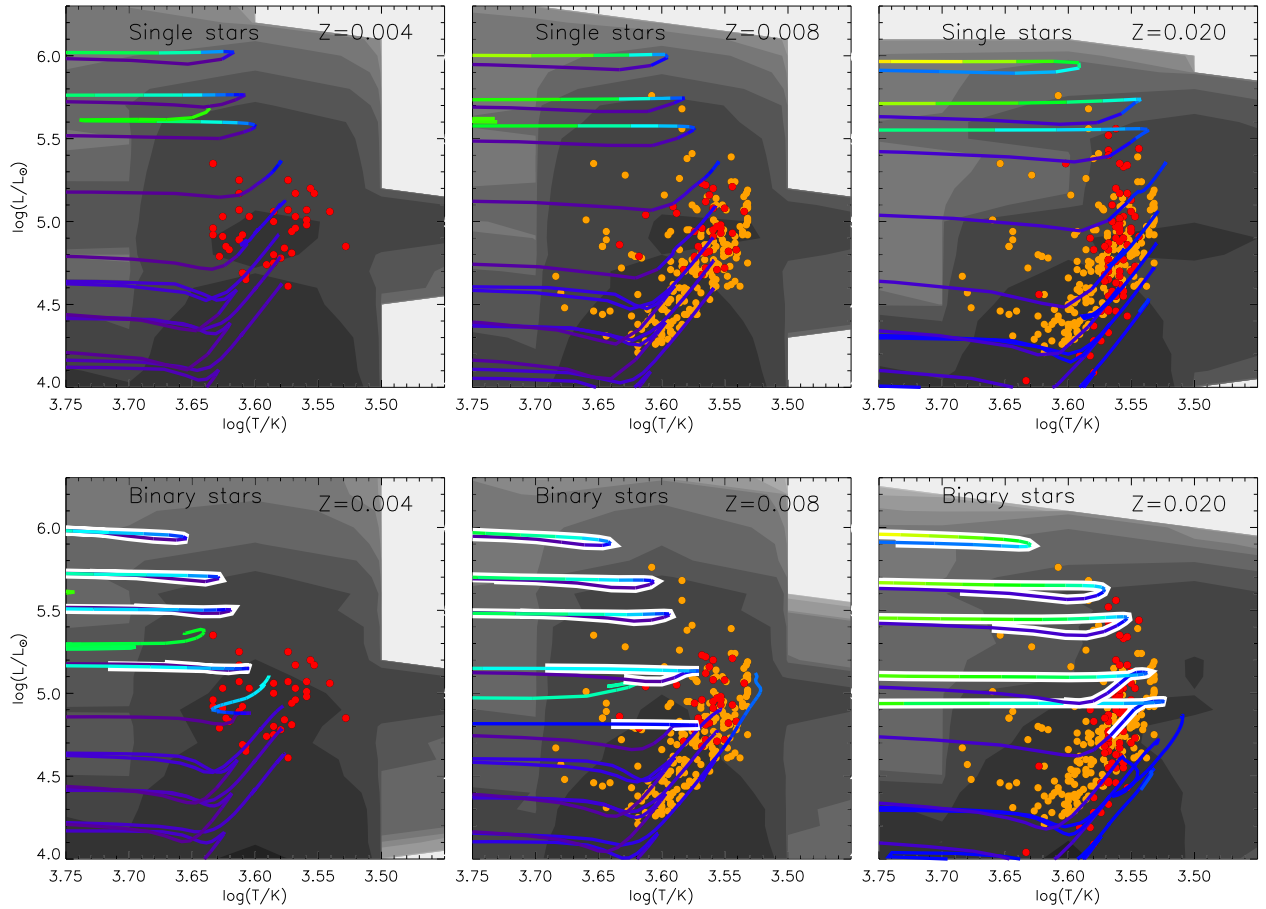 Single stars Z=0.004
Single stars Z=0.008
Single stars Z=0.020
6.0
5.5
5.0
4.5
4.0
log(L/L☉)
3.75 3.70 3.65 3.60 3.55 3.50
3.75 3.70 3.65 3.60 3.55 3.50
3.75 3.70 3.65 3.60 3.55 3.50
log(T/K)
log(T/K)
log(T/K)
Binary stars Z=0.004
Binary stars Z=0.008
Binary stars Z=0.020
6.0
5.5
5.0
4.5
4.0
log(L/L☉)
3.75 3.70 3.65 3.60 3.55 3.50
3.75 3.70 3.65 3.60 3.55 3.50
3.75 3.70 3.65 3.60 3.55 3.50
log(T/K)
log(T/K)
log(T/K)